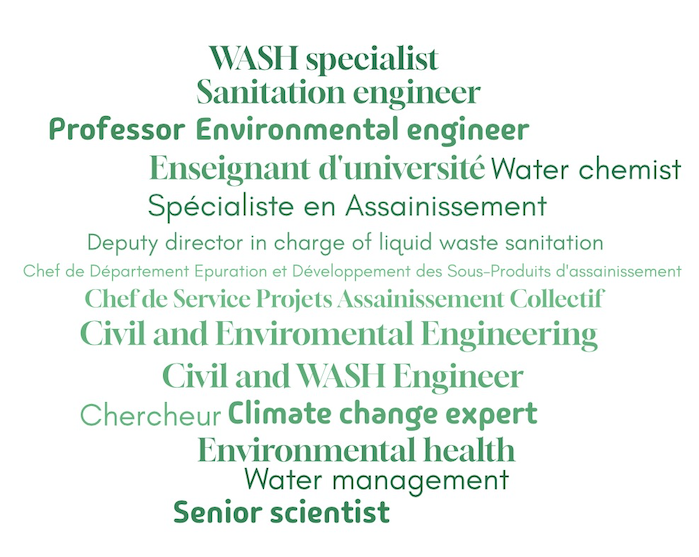 WASH specialist
Sanitation engineer
Professor Environmental engineer
Enseignant d'université Water chemist
Spécialiste en Assainissement
Deputy director in charge of liquid waste sanitation
Chef de Département Epuration et Développement des Sous-Produits d'assainissement
Chef de Service Projets Assainissement Collectif
Civil and Enviromental Engineering
Civil and WASH Engineer
Chercheur Climate change expert
Environmental health
Water management
Senior scientist